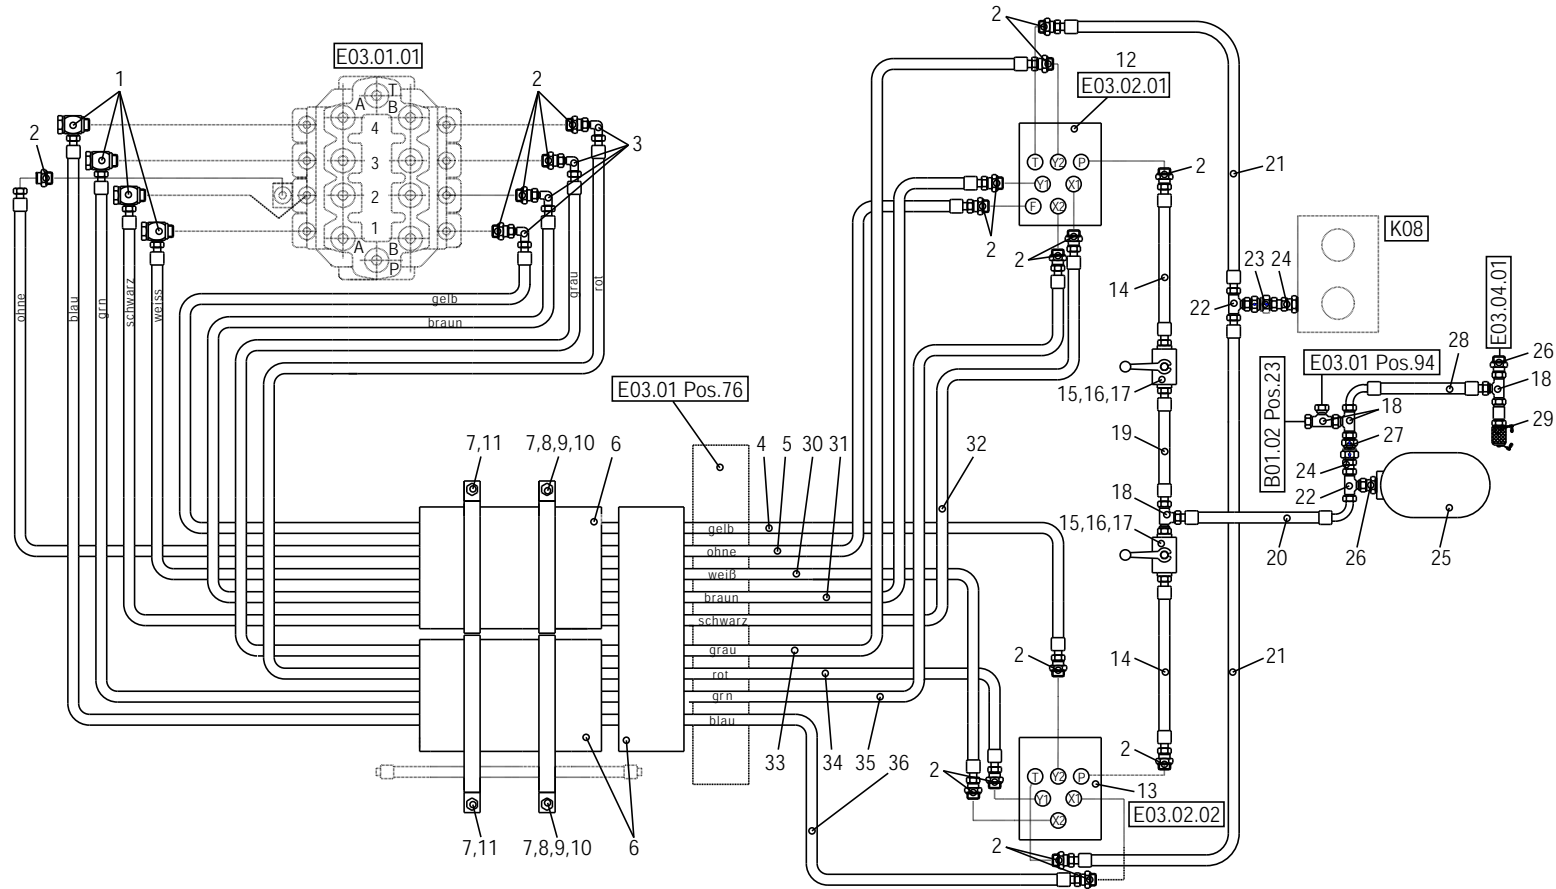 2
12
E03.01.01
E03.02.01
1
2
T
A
B
4
2
3
3
2
1
A
B
P
T
Y2
P
2
21
Y1
X1
F
X2
2
2
K08
ohne
blau
grn
schwarz
weiss
grau
rot
gelb
braun
14
23
24
22
E03.04.01
28
26
E03.01 Pos.94
18
B01.02 Pos.23
15,16,17
18
E03.01 Pos.76
27
29
7,11
7,8,9,10
6
4
5
30
31
32
19
24
22
18
15,16,17
gelb
ohne
weiß
braun
schwarz
grau
rot
grn
blau
20
26
25
2
14
21
33
34
35
36
2
2
T
Y2
P
Y1
X1
X2
13
E03.02.02
7,11
7,8,9,10
6
2